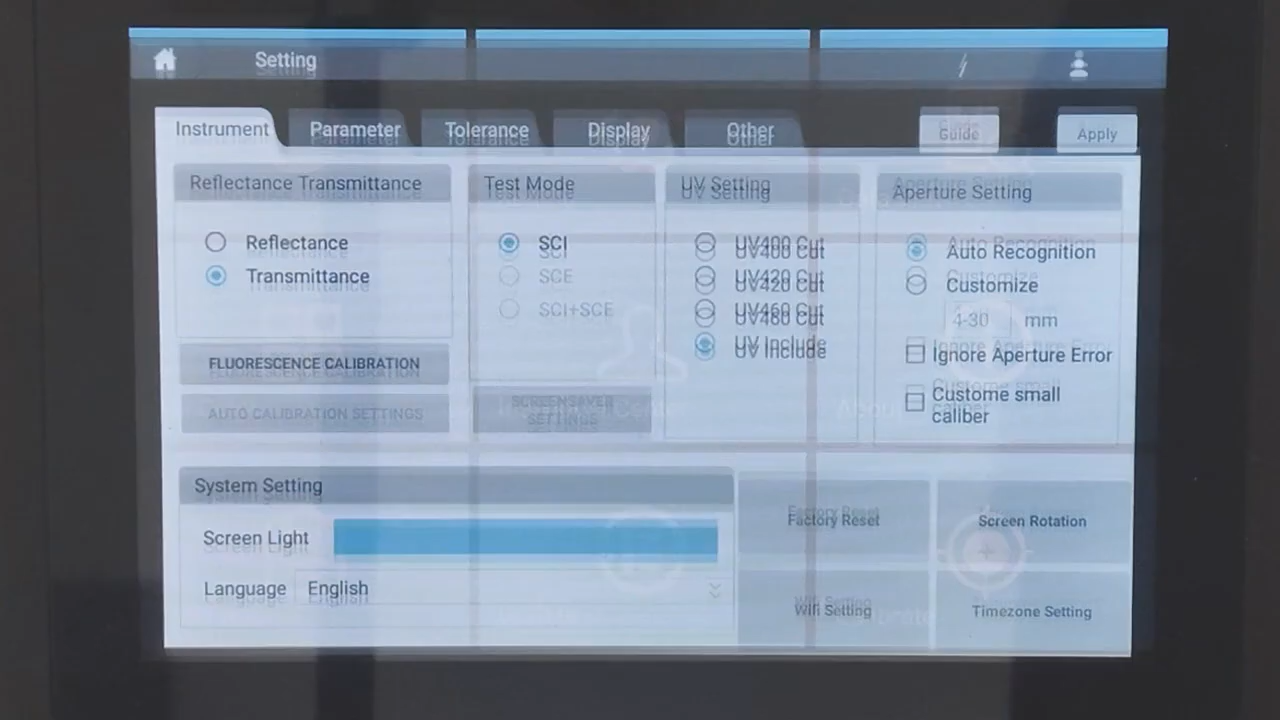 Setting
Instrument Parameter Tolerance Display Other Guide Apply
Reflectance Transmittance
Reflectance
Transmittance
FLUORESCENCE CALIBRATION
AUTO CALIBRATION SETTINGS
Test Mode
SCI
SCE
SCI+SCE
SCREENSAVER
SETTINGS
UV Setting
UV400 Cut
UV420 Cut
UV460 Cut
UV Include
Aperture Setting
Auto Recognition
Customize
4-30 mm
Ignore Aperture Error
Custome small
caliber
System Setting
Screen Light
Language English
Factory Reset
Screen Rotation
Wifi Setting
Timezone Setting